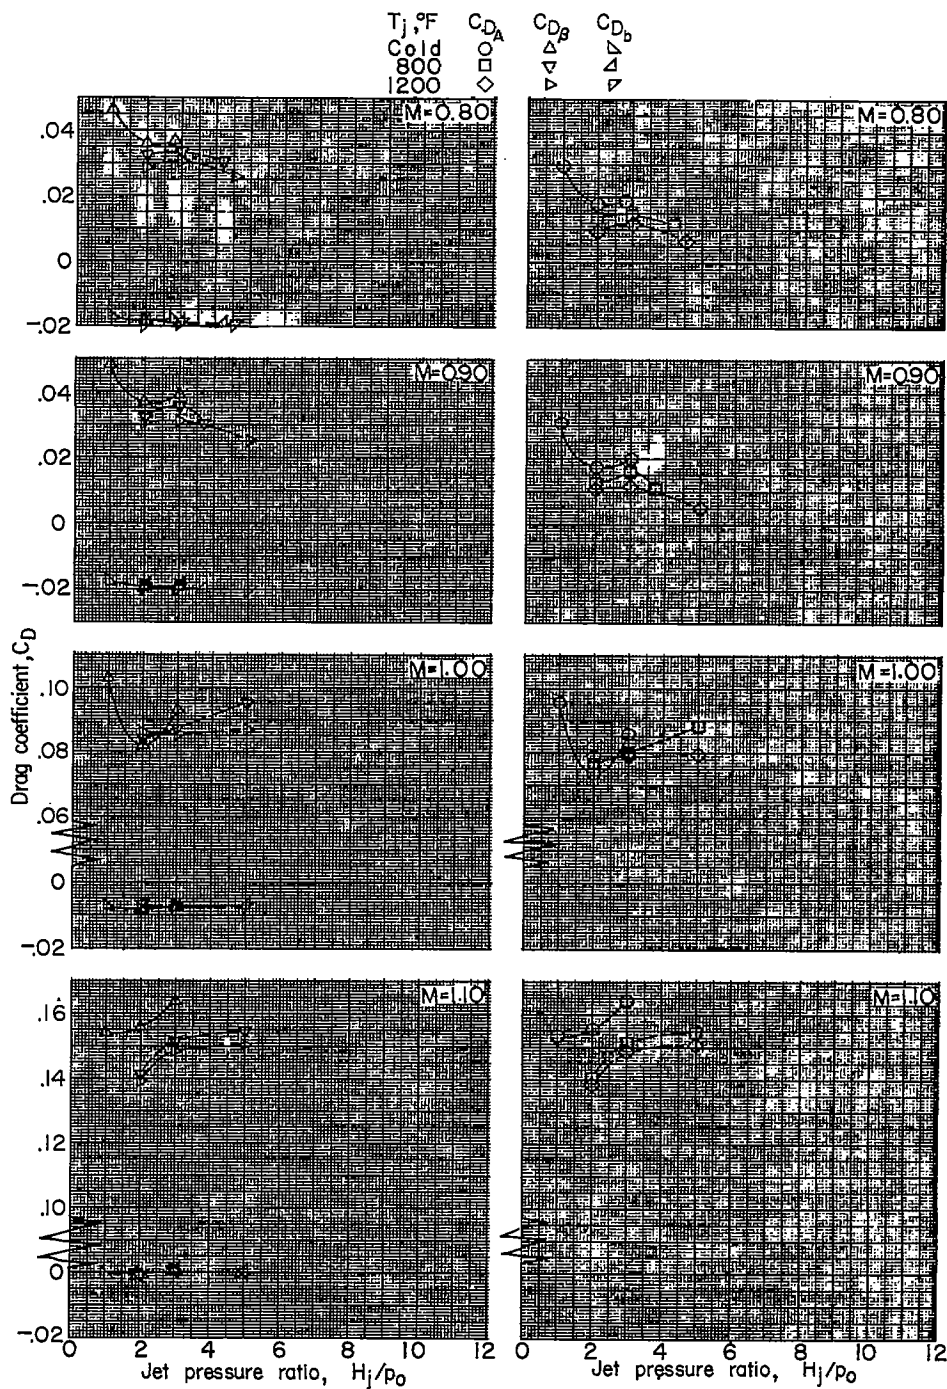 Tj,°F C_DA C_Dβ C_Db
Cold
800
1200
M=0.80 M=0.80
.04
.02
0
-.02
M=0.90 M=0.90
.04
.02
0
-.02
Drag coefficient, C_D
M=1.00 M=1.00
.10
.08
.06
0
-.02
M=1.10 M=1.10
.16
.14
.12
.10
0
-.02
0 2 4 6 8 10 12 0 2 4 6 8 10 12
Jet pressure ratio, Hj/po Jet pressure ratio, Hj/po